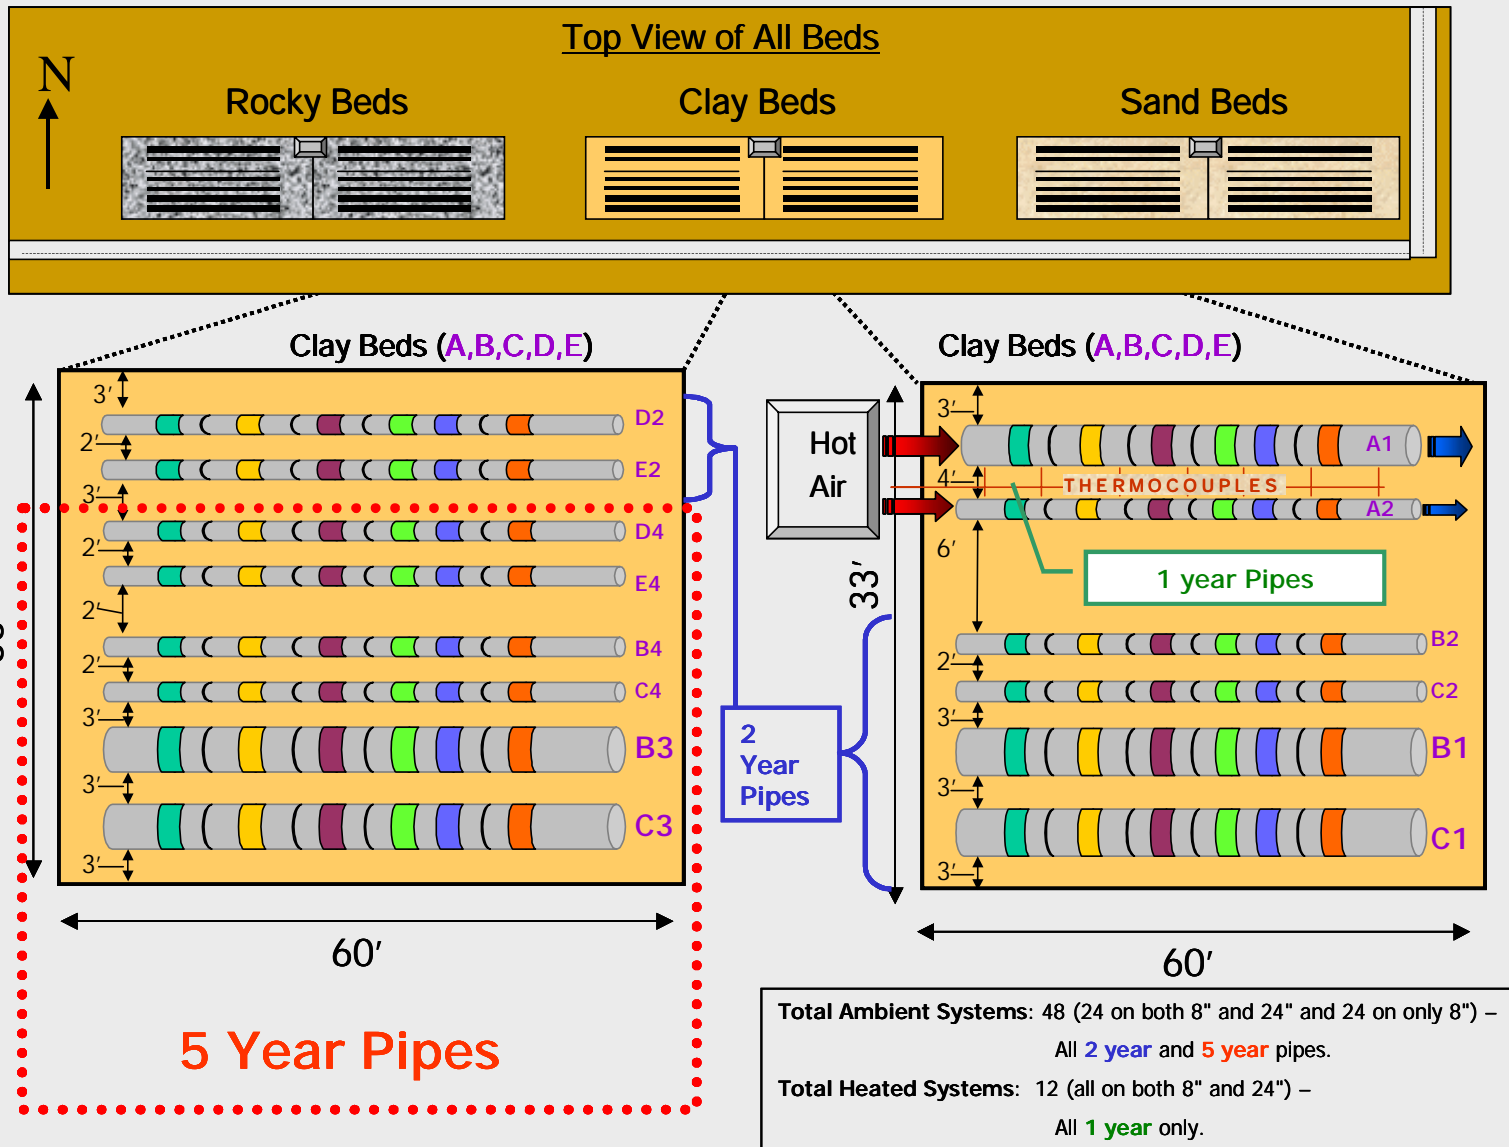 Top View of All Beds
N
Rocky Beds
Clay Beds
Sand Beds
Clay Beds (A,B,C,D,E)
3'
D2
2'
E2
3'
D4
2'
E4
2'
B4
2'
C4
3'
B3
3'
C3
3'
60'
5 Year Pipes
2
Year
Pipes
Clay Beds (A,B,C,D,E)
Hot
Air
33'
3'
A1
4'
THERMOCOUPLES
A2
6'
1 year Pipes
B2
2'
C2
3'
B1
3'
C1
3'
60'
Total Ambient Systems: 48 (24 on both 8" and 24" and 24 on only 8") –
All 2 year and 5 year pipes.
Total Heated Systems: 12 (all on both 8" and 24") –
All 1 year only.